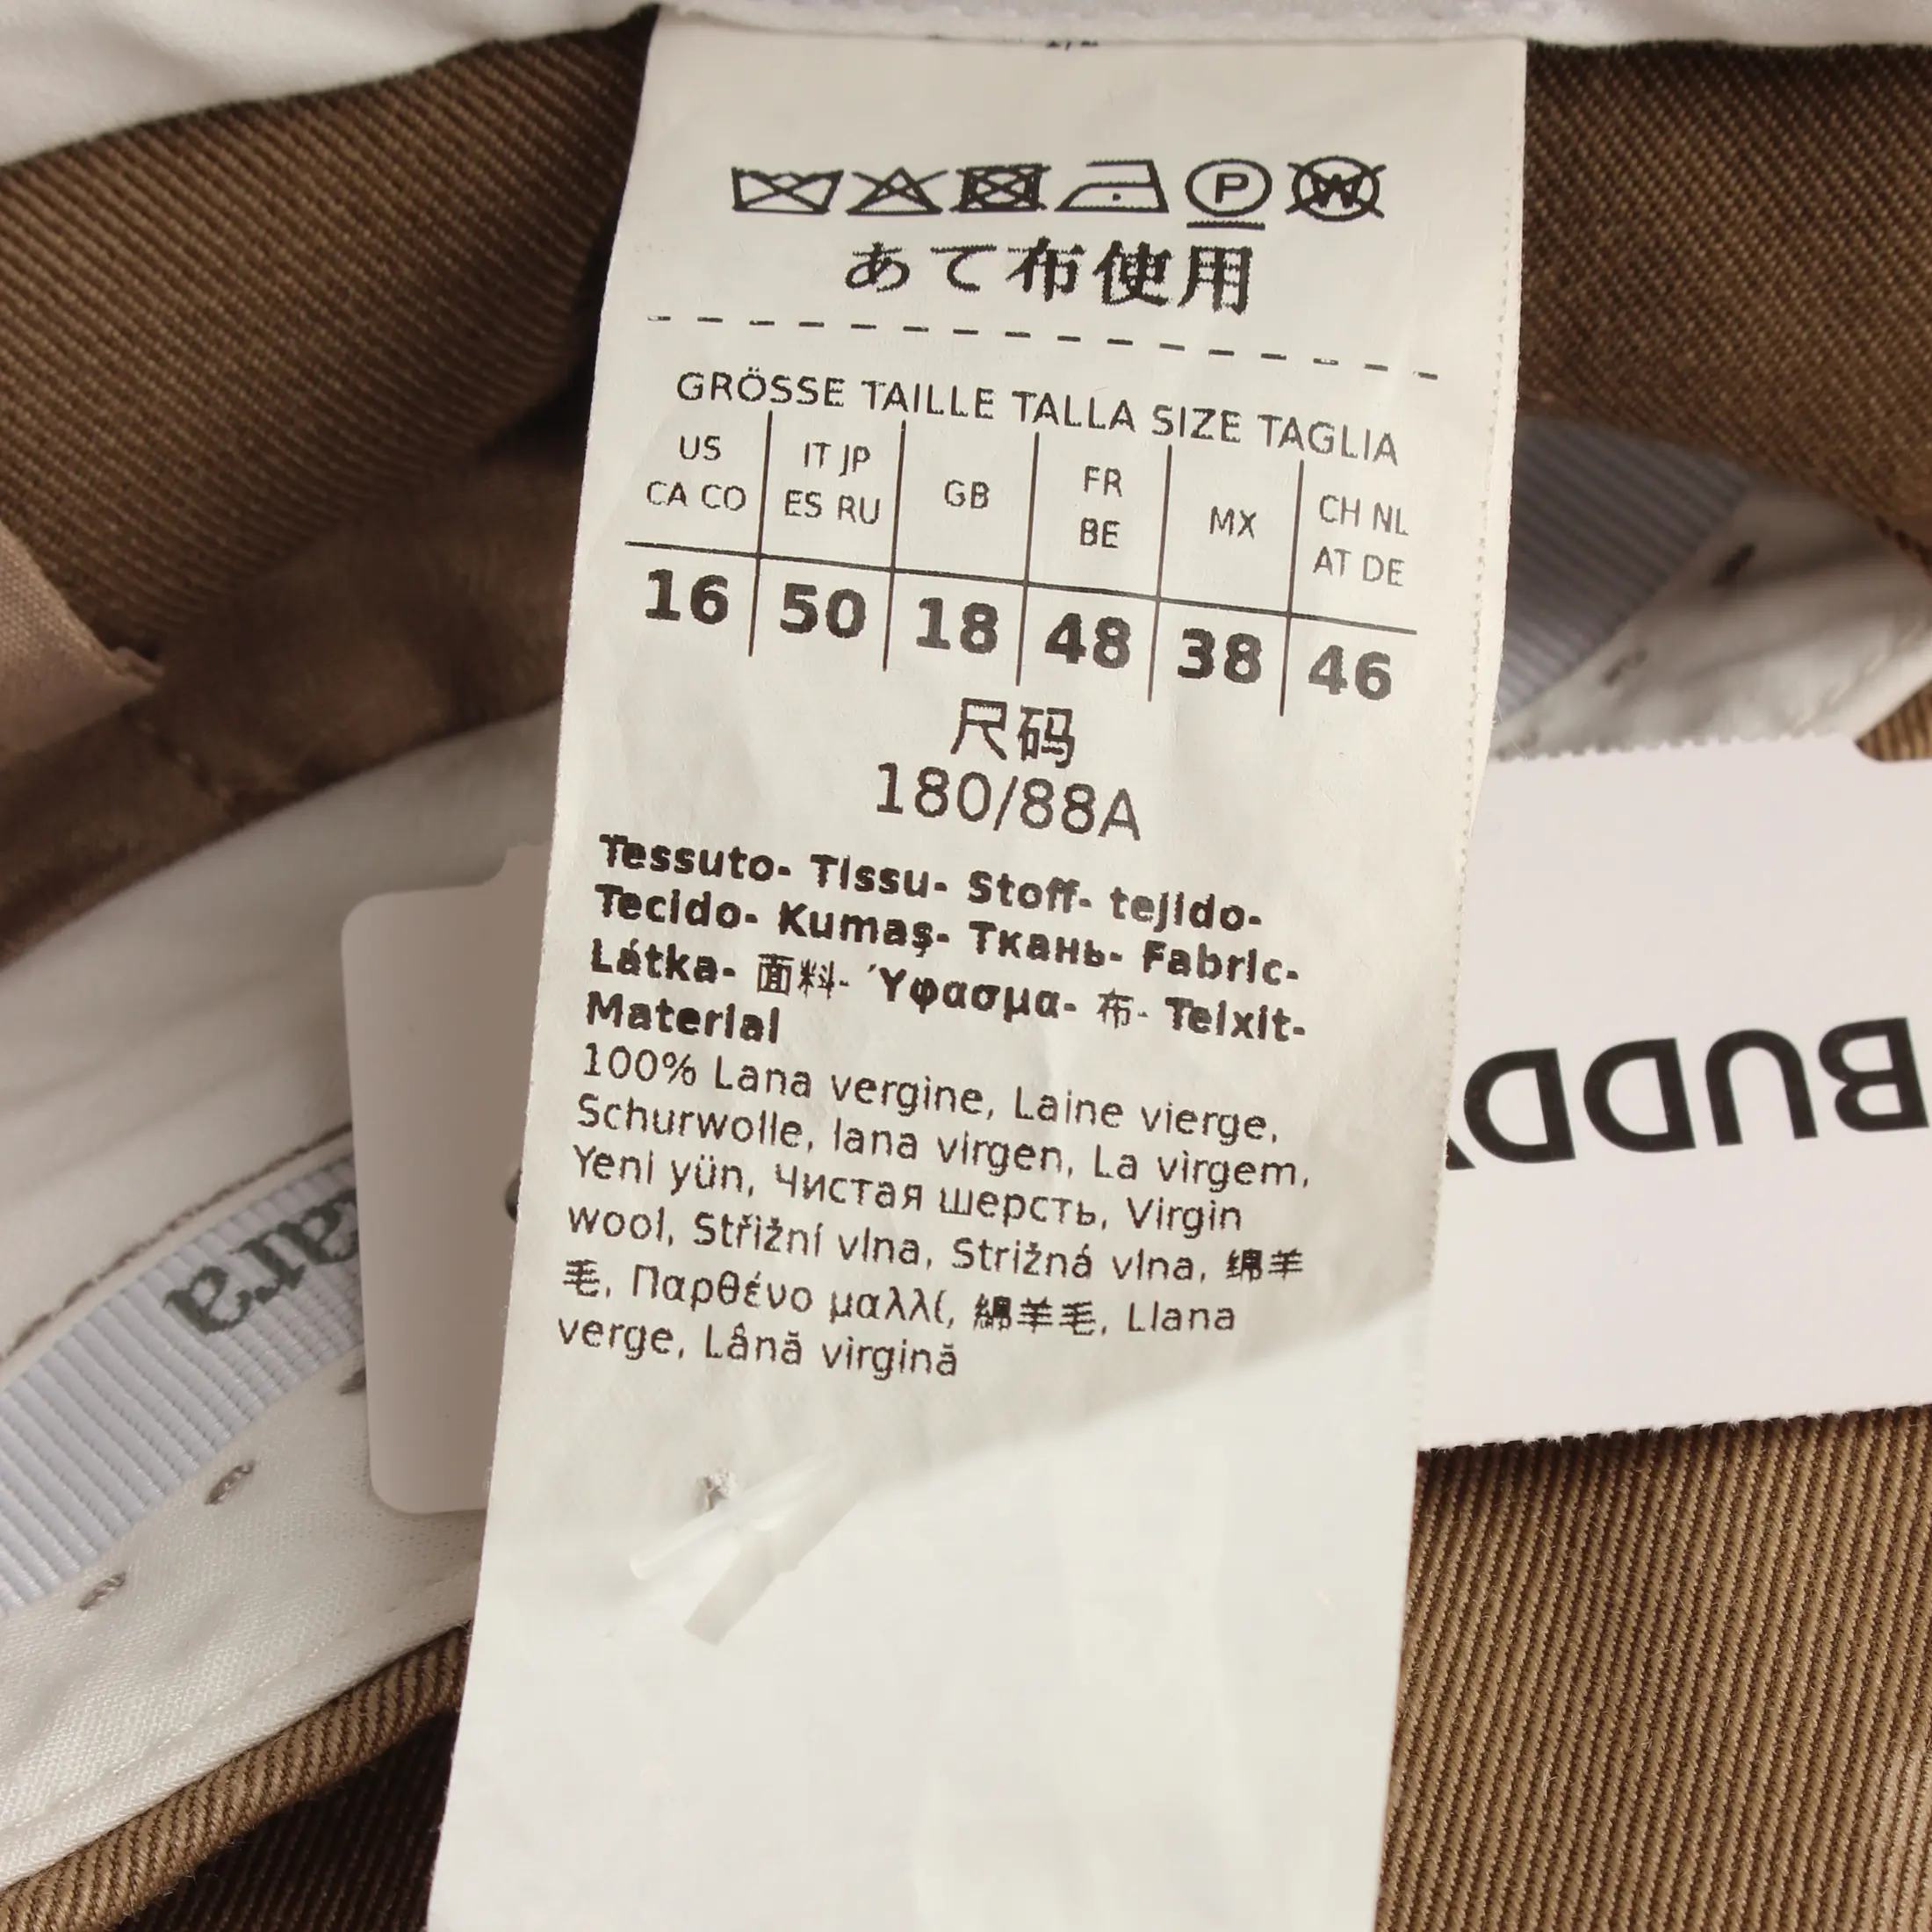 P W
あて布使用
GRÖSSE TAILLE TALLA SIZE TAGLIA
US CA CO
IT JP ES RU
GB
FR BE
MX
CH NL AT DE
16 50 18 48 38 46
尺码
180/88A
Tessuto- Tissu- Stoff- tejido-
Tecido- Kumaş- Ткань- Fabric-
Látka- 面料- Ύφασμα- 布- Teixit-
Material
100% Lana vergine, Laine vierge,
Schurwolle, lana virgen, La virgem,
Yeni yün, Чистая шерсть, Virgin
wool, Střižní vlna, Strižná vlna, 绵羊
毛, Παρθένο μαλλί, 綿羊毛, Llana
verge, Lână virgină
BUDD
ara